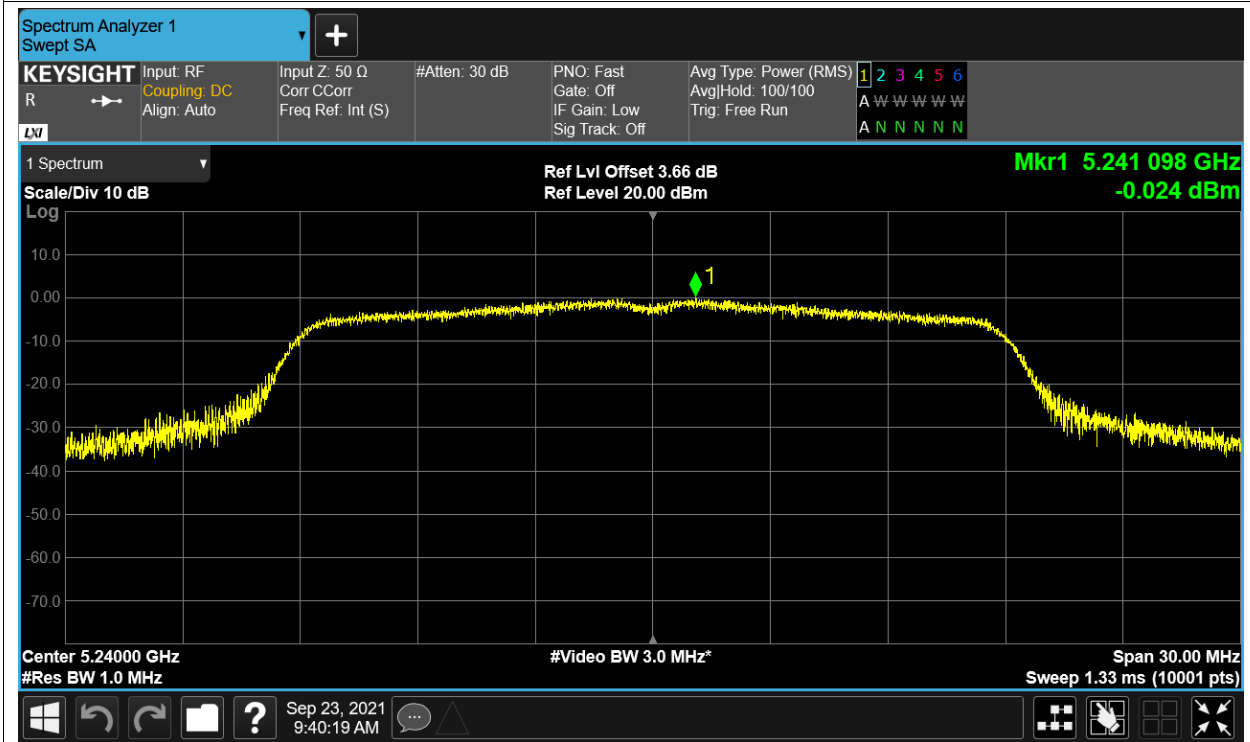 Spectrum Analyzer 1
Swept SA
+
KEYSIGHT
R
LXI
Input: RF
Coupling: DC
Align: Auto
Input Z: 50 Ω
Corr CCorr
Freq Ref: Int (S)
#Atten: 30 dB
PNO: Fast
Gate: Off
IF Gain: Low
Sig Track: Off
Avg Type: Power (RMS)
Avg|Hold: 100/100
Trig: Free Run
1 2 3 4 5 6
A W W W W W
A N N N N N
1 Spectrum
Scale/Div 10 dB
Log
Ref Lvl Offset 3.66 dB
Ref Level 20.00 dBm
Mkr1 5.241 098 GHz
-0.024 dBm
1
10.0
0.00
-10.0
-20.0
-30.0
-40.0
-50.0
-60.0
-70.0
Center 5.24000 GHz
#Res BW 1.0 MHz
#Video BW 3.0 MHz*
Span 30.00 MHz
Sweep 1.33 ms (10001 pts)
?
Sep 23, 2021
9:40:19 AM